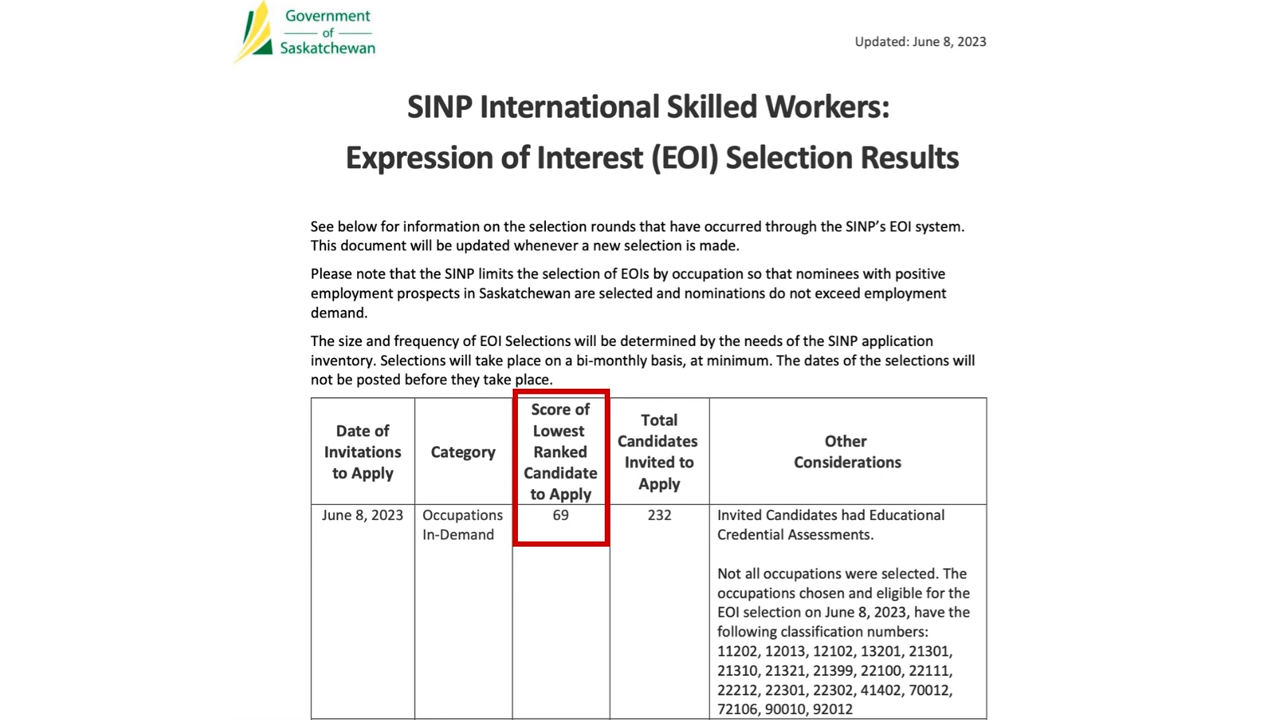 Government
of
Saskatchewan
Updated: June 8, 2023
SINP International Skilled Workers:
Expression of Interest (EOI) Selection Results
See below for information on the selection rounds that have occurred through the SINP's EOI system.
This document will be updated whenever a new selection is made.
Please note that the SINP limits the selection of EOIs by occupation so that nominees with positive
employment prospects in Saskatchewan are selected and nominations do not exceed employment
demand.
The size and frequency of EOI Selections will be determined by the needs of the SINP application
inventory. Selections will take place on a bi-monthly basis, at minimum. The dates of the selections will
not be posted before they take place.
Date of
Invitations
to Apply
Category
Score of
Lowest
Ranked
Candidate
to Apply
Total
Candidates
Invited to
Apply
Other
Considerations
June 8, 2023
Occupations
In-Demand
69
232
Invited Candidates had Educational
Credential Assessments.
Not all occupations were selected. The
occupations chosen and eligible for the
EOI selection on June 8, 2023, have the
following classification numbers:
11202, 12013, 12102, 13201, 21301,
21310, 21321, 21399, 22100, 22111,
22212, 22301, 22302, 41402, 70012,
72106, 90010, 92012